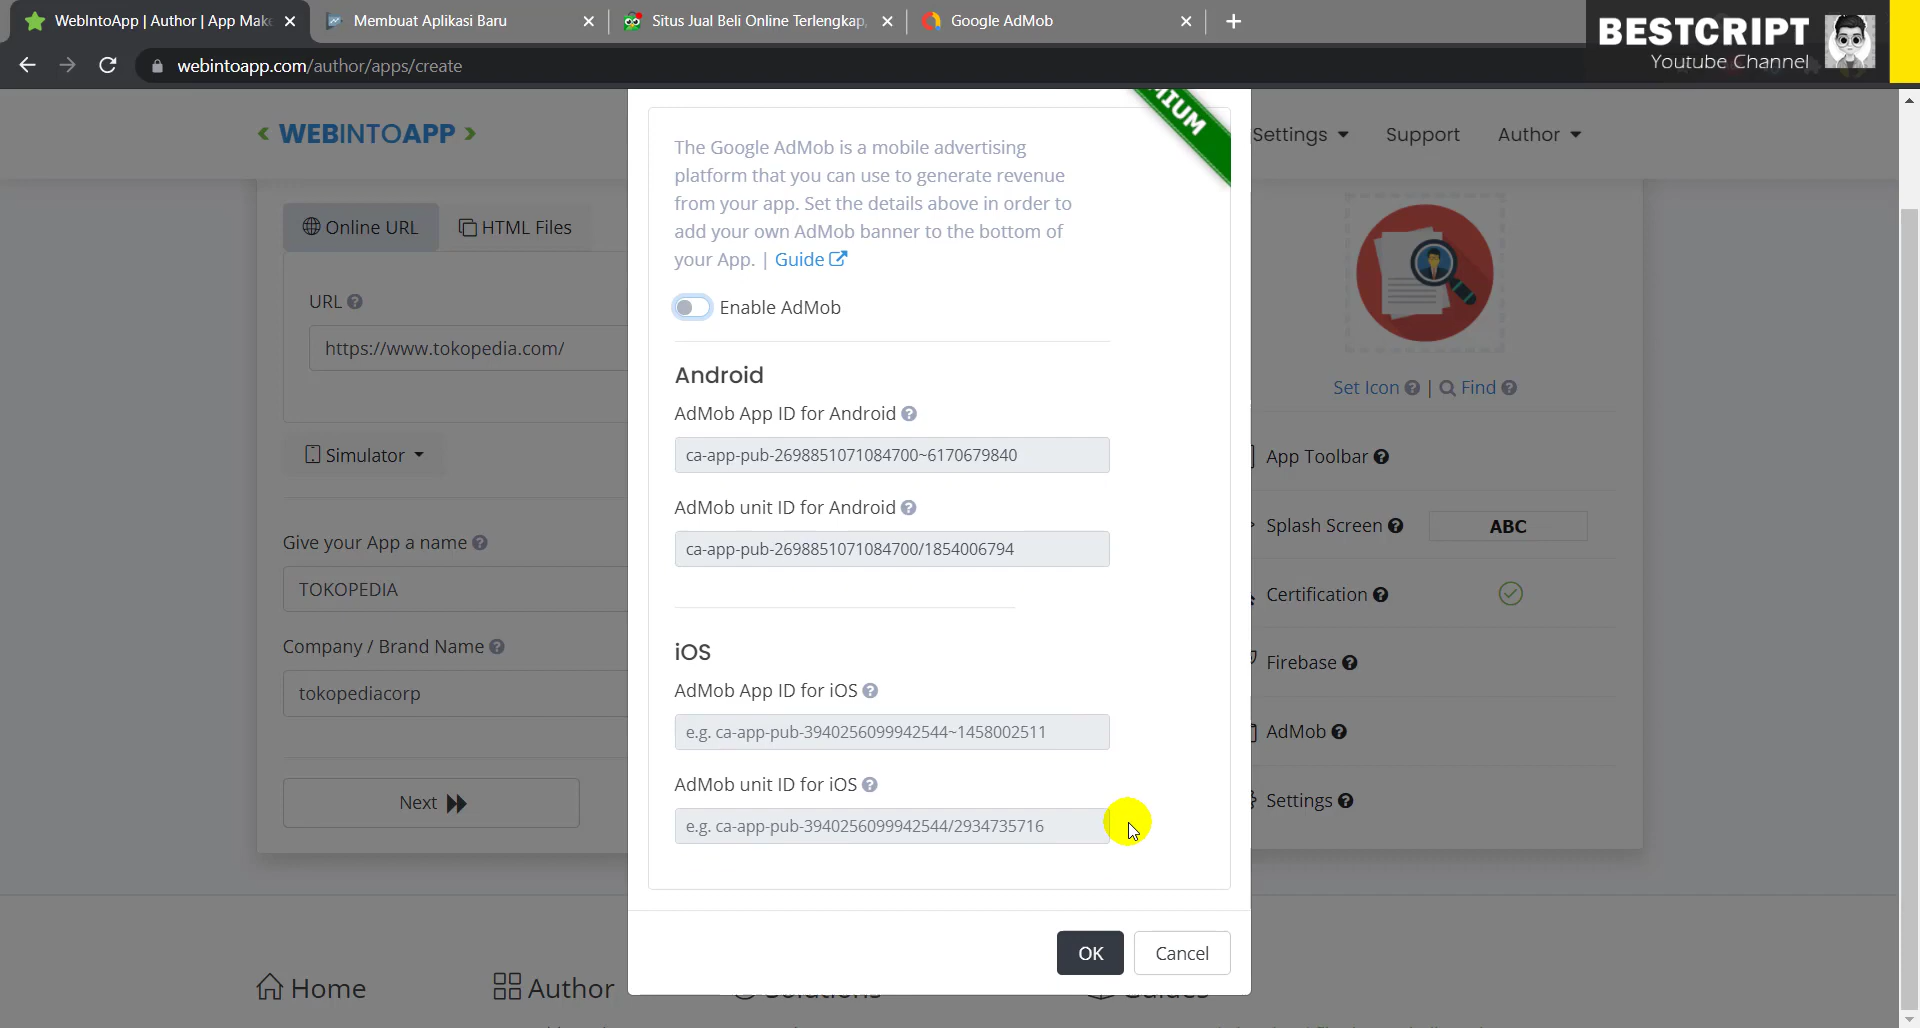 WebIntoApp | Author | App Make
Membuat Aplikasi Baru
Situs Jual Beli Online Terlengkap,
Google AdMob
BESTCRIPT
Youtube Channel
webintoapp.com/author/apps/create
< WEBINTOAPP >
Settings
Support
Author
MIUM
The Google AdMob is a mobile advertising
platform that you can use to generate revenue
from your app. Set the details above in order to
add your own AdMob banner to the bottom of
your App. | Guide
Enable AdMob
Android
AdMob App ID for Android
ca-app-pub-2698851071084700~6170679840
AdMob unit ID for Android
ca-app-pub-2698851071084700/1854006794
iOS
AdMob App ID for iOS
e.g. ca-app-pub-3940256099942544~1458002511
AdMob unit ID for iOS
e.g. ca-app-pub-3940256099942544/2934735716
OK
Cancel
Online URL
HTML Files
URL
https://www.tokopedia.com/
Simulator
Give your App a name
TOKOPEDIA
Company / Brand Name
tokopediacorp
Next
Set Icon | Find
App Toolbar
Splash Screen
ABC
Certification
Firebase
AdMob
Settings
Home
Author
Solutions
Guides